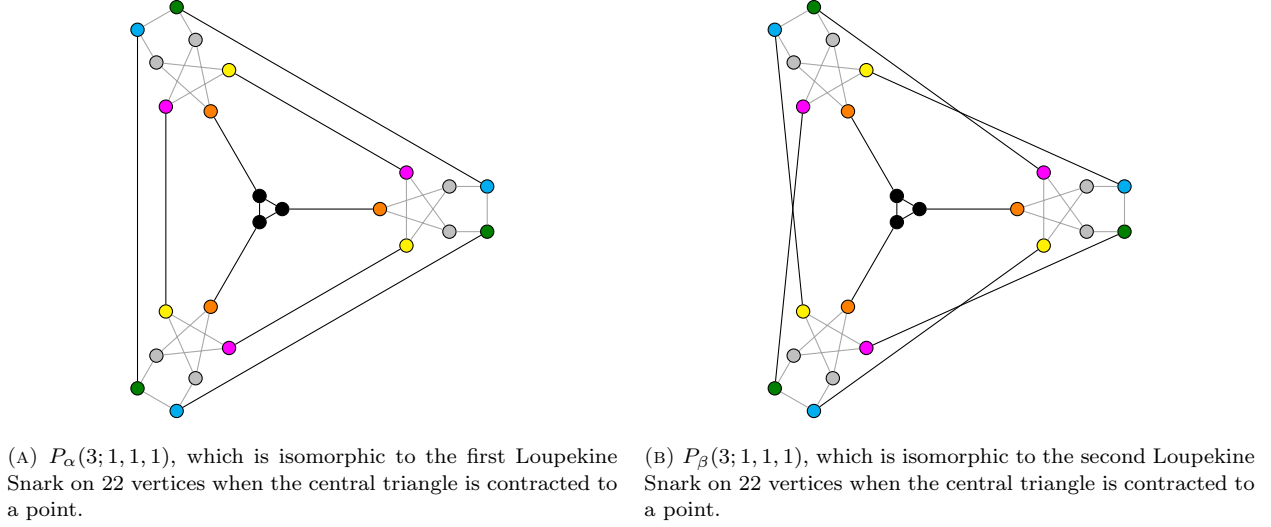 (A) P_α(3; 1, 1, 1), which is isomorphic to the first Loupekine
Snark on 22 vertices when the central triangle is contracted to
a point.
(B) P_β(3; 1, 1, 1), which is isomorphic to the second Loupekine
Snark on 22 vertices when the central triangle is contracted to
a point.